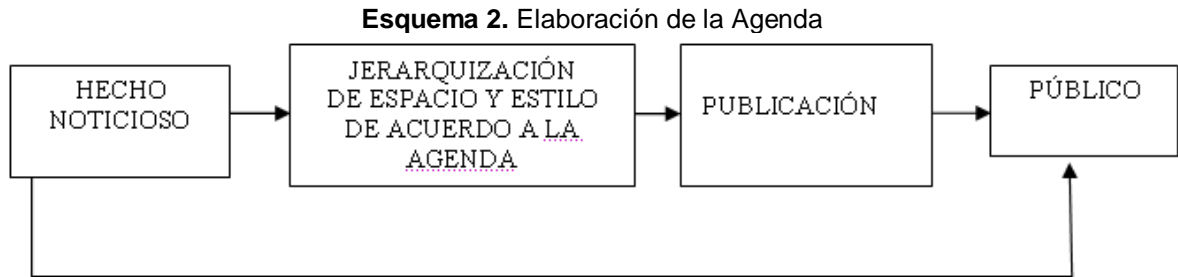 Esquema 2. Elaboración de la Agenda
HECHO
NOTICIOSO
JERARQUIZACIÓN
DE ESPACIO Y ESTILO
DE ACUERDO A LA
AGENDA
PUBLICACIÓN
PÚBLICO